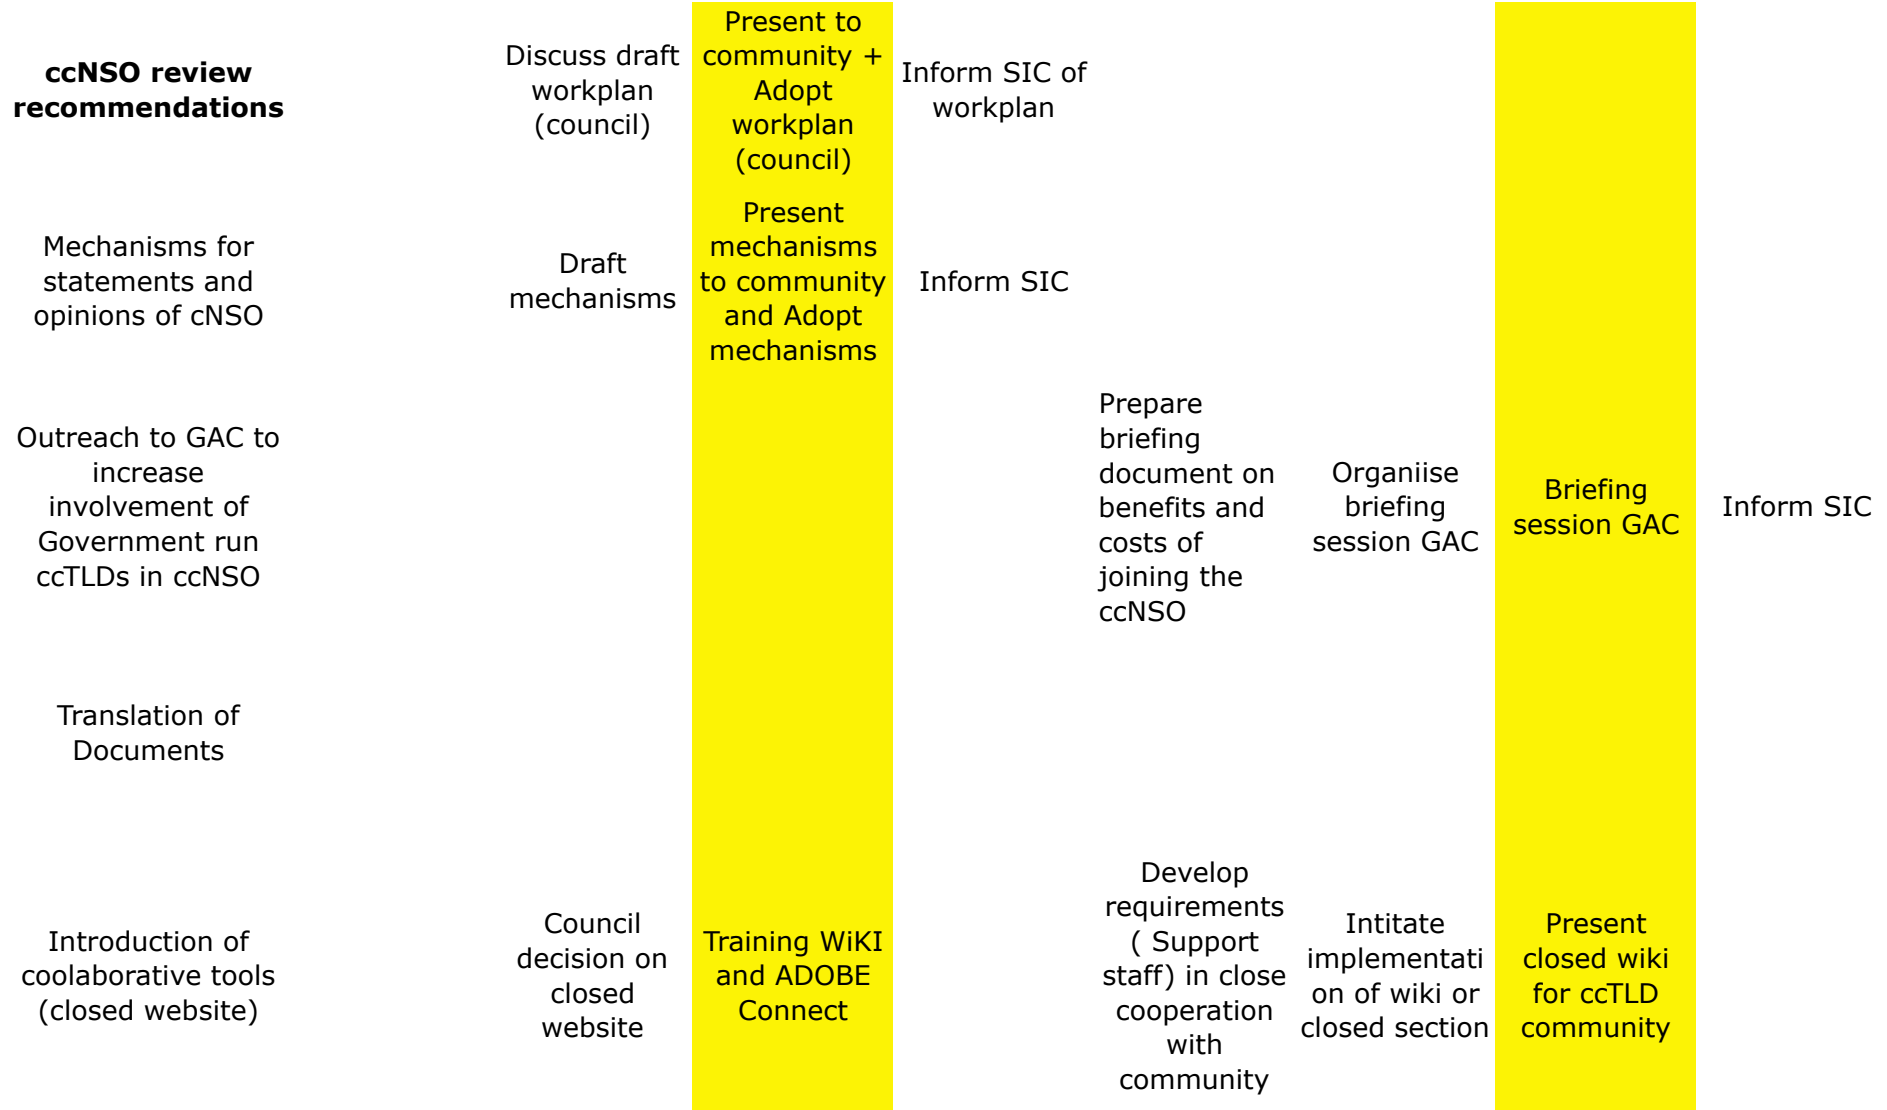 ccNSO review
recommendations
Discuss draft
workplan
(council)
Present to
community +
Adopt
workplan
(council)
Inform SIC of
workplan
Mechanisms for
statements and
opinions of cNSO
Draft
mechanisms
Present
mechanisms
to community
and Adopt
mechanisms
Inform SIC
Outreach to GAC to
increase
involvement of
Government run
ccTLDs in ccNSO
Prepare
briefing
document on
benefits and
costs of
joining the
ccNSO
Organiise
briefing
session GAC
Briefing
session GAC
Inform SIC
Translation of
Documents
Introduction of
coolaborative tools
(closed website)
Council
decision on
closed
website
Training WiKI
and ADOBE
Connect
Develop
requirements
( Support
staff) in close
cooperation
with
community
Intitate
implementati
on of wiki or
closed section
Present
closed wiki
for ccTLD
community